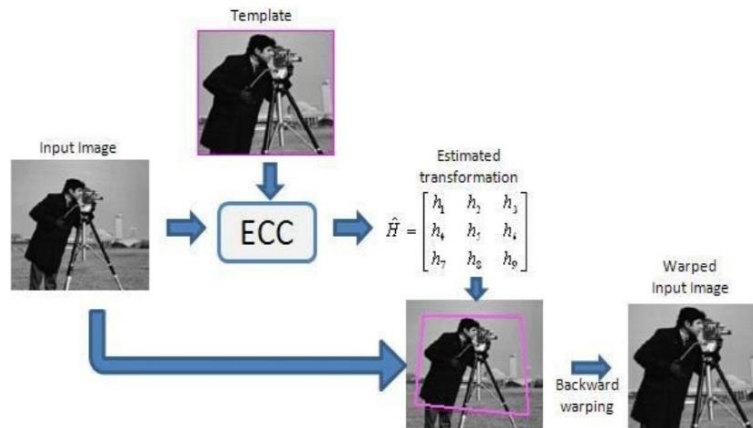 Template
Input Image
ECC
Estimated
transformation
Ĥ =
h₁ h₂ h₃
h₄ h₅ h₆
h₇ h₈ h₉
Warped
Input Image
Backward
warping